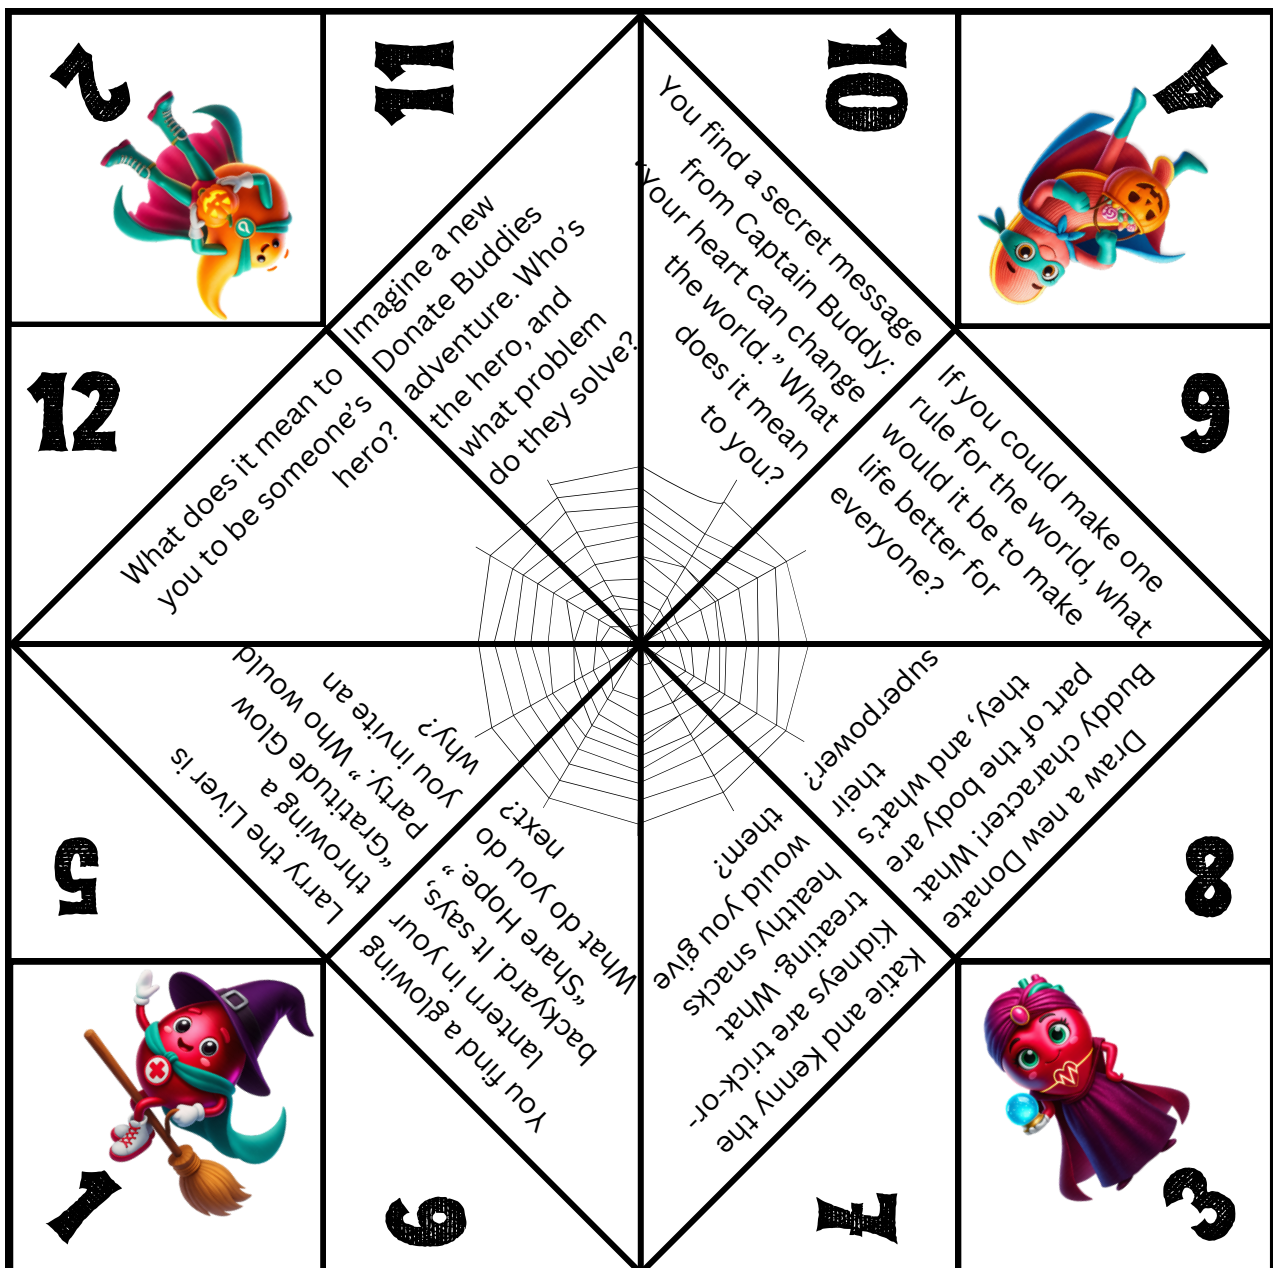 2
11
10
4
Imagine a new
Donate Buddies
adventure. Who's
the hero, and
what problem
do they solve?
You find a secret message
from Captain Buddy:
“your heart can change
the world.” What
does it mean
to you?
12
What does it mean to
you to be someone's
hero?
If you could make one
rule for the world, what
would it be to make
life better for
everyone?
9
5
Larry the Liver is
throwing a
“Gratitude Glow
Party.” Who would
you invite an
why?
Draw a new Donate
Buddy character! What
part of the body are
they, and what's
their
superpower?
8
You find a glowing
lantern in your
backyard. It says,
“Share Hope.”
What do you do
next?
Katie and Kenny the
Kidneys are trick-or-
treating. What
healthy snacks
would you give
them?
1
6
7
3